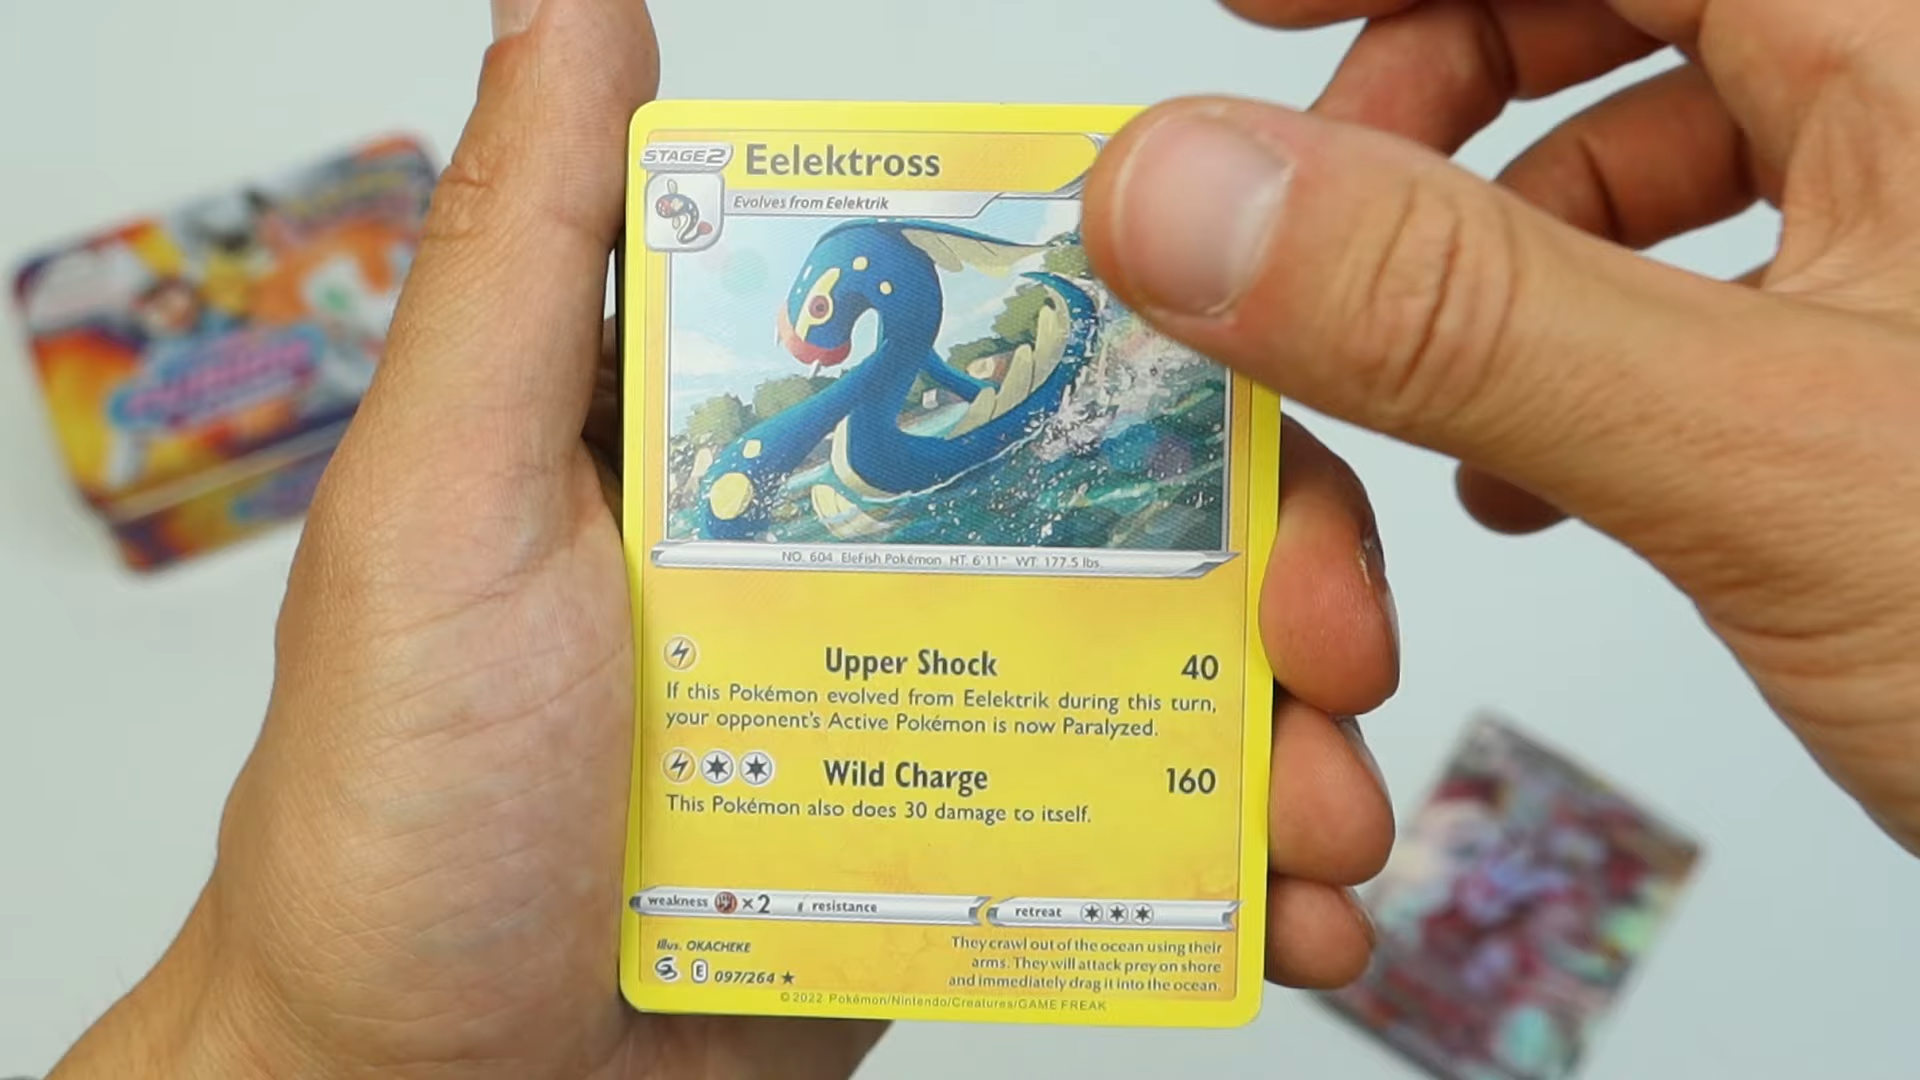 STAGE 2 Eelektross
Evolves from Eelektrik
NO. 604 EleFish Pokémon HT. 6'11" WT. 177.5 lbs.
Upper Shock 40
If this Pokémon evolved from Eelektrik during this turn,
your opponent's Active Pokémon is now Paralyzed.
Wild Charge 160
This Pokémon also does 30 damage to itself.
weakness ×2 resistance retreat
Illus. OKACHEKE
E 097/264
They crawl out of the ocean using their
arms. They will attack prey on shore
and immediately drag it into the ocean.
©2022 Pokémon/Nintendo/Creatures/GAME FREAK